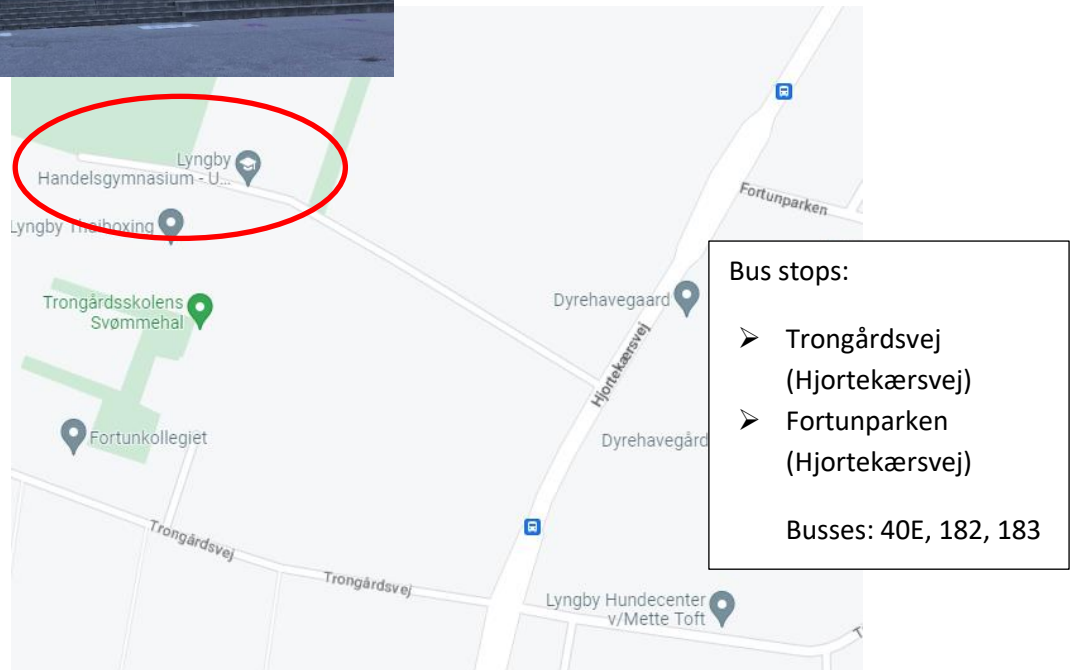 Lyngby
Handelsgymnasium - U...
Lyngby Thaiboxing
Trongårdsskolens
Svømmehal
Fortunkollegiet
Trongårdsvej
Trongårdsvej
Fortunparken
Dyrehavegaard
Hjortekærsvej
Dyrehavegård
Lyngby Hundecenter
v/Mette Toft
T
Bus stops:
➢ Trongårdsvej
(Hjortekærsvej)
➢ Fortunparken
(Hjortekærsvej)
Busses: 40E, 182, 183